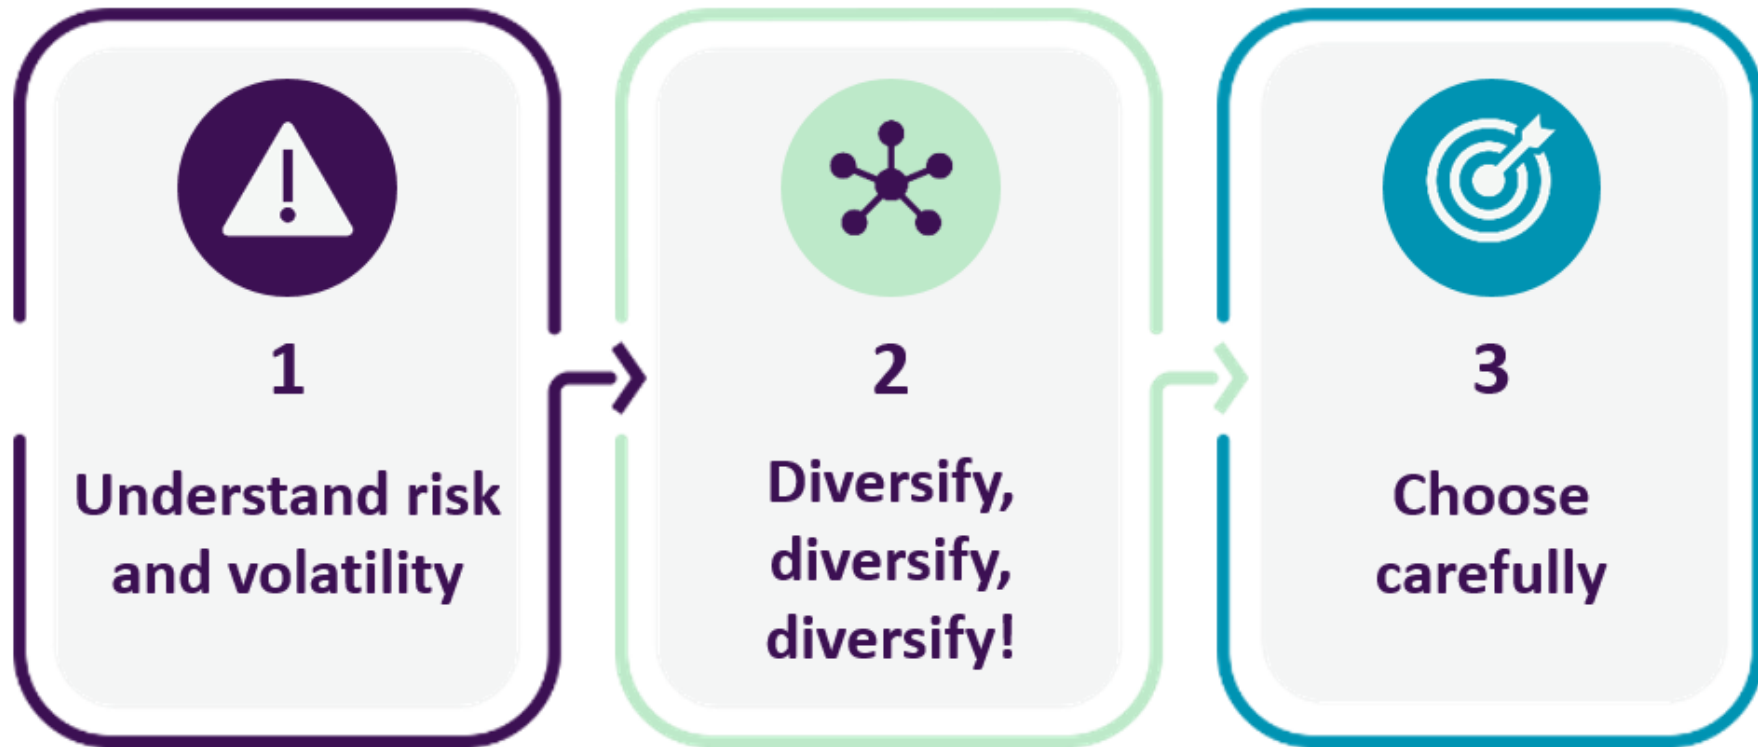 1
Understand risk
and volatility
2
Diversify,
diversify,
diversify!
3
Choose
carefully